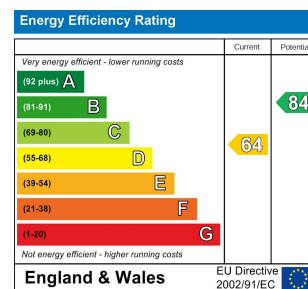 Energy Efficiency Rating
Current Potentia
Very energy efficient - lower running costs
(92 plus) A
(81-91) B
84
(69-80) C
64
(55-68) D
(39-54) E
(21-38) F
(1-20) G
Not energy efficient - higher running costs
England & Wales
EU Directive
2002/91/EC